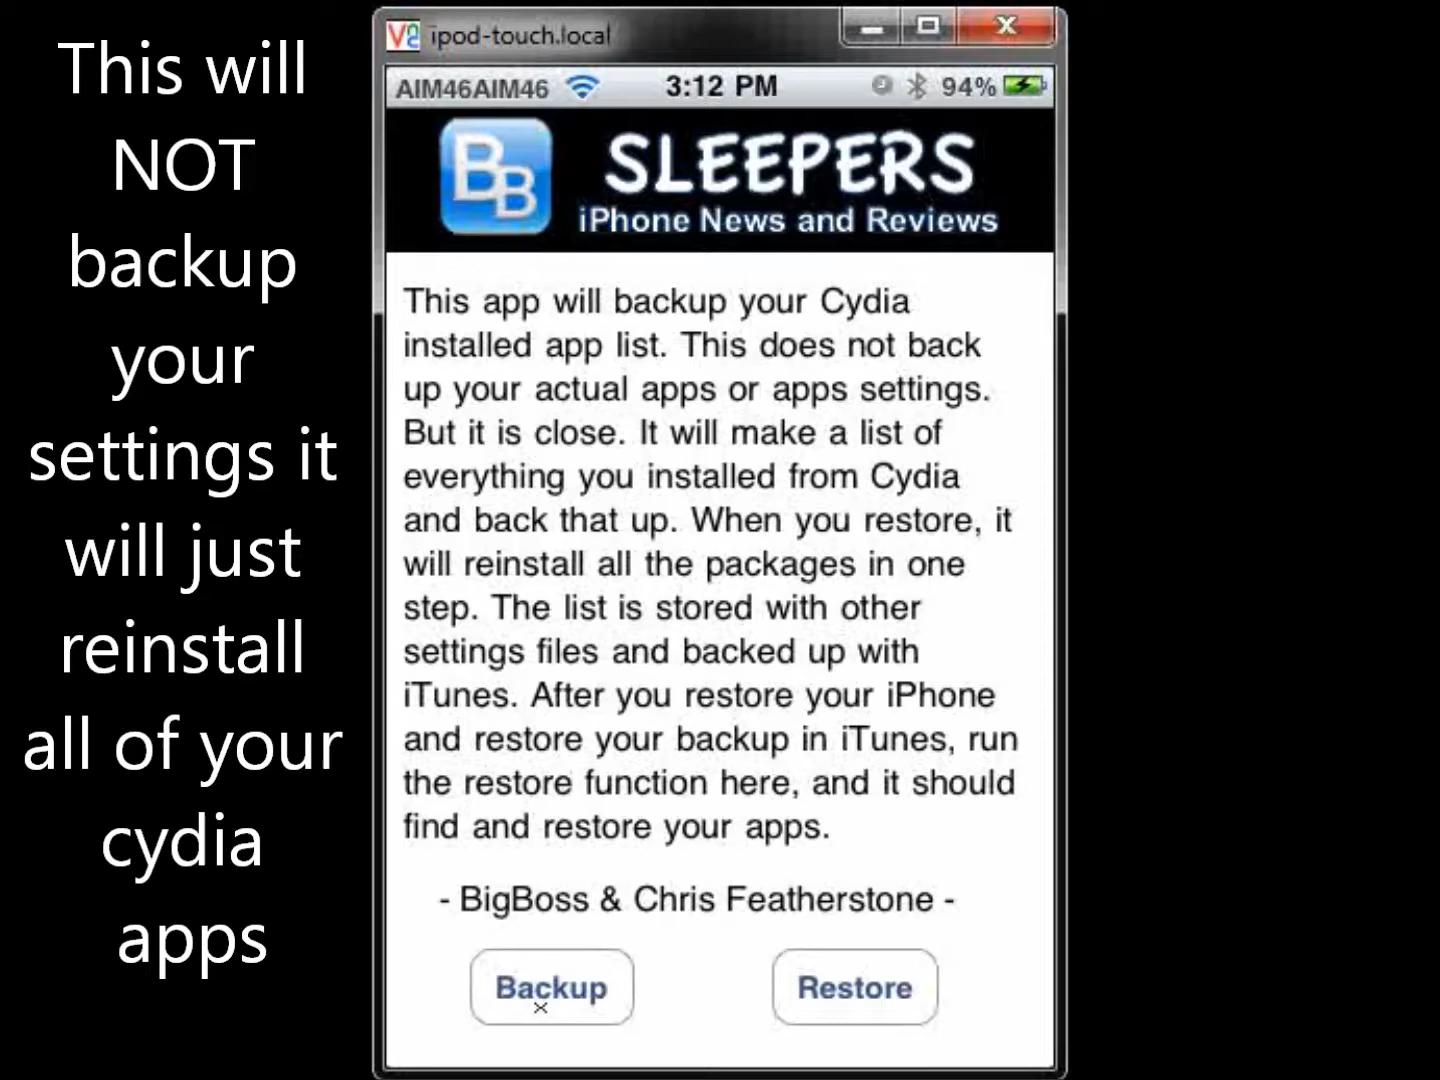 This will
NOT
backup
your
settings it
will just
reinstall
all of your
cydia
apps
ipod-touch.local
AIM46AIM46 3:12 PM 94%
BB
SLEEPERS
iPhone News and Reviews
This app will backup your Cydia
installed app list. This does not back
up your actual apps or apps settings.
But it is close. It will make a list of
everything you installed from Cydia
and back that up. When you restore, it
will reinstall all the packages in one
step. The list is stored with other
settings files and backed up with
iTunes. After you restore your iPhone
and restore your backup in iTunes, run
the restore function here, and it should
find and restore your apps.
- BigBoss & Chris Featherstone -
Backup Restore